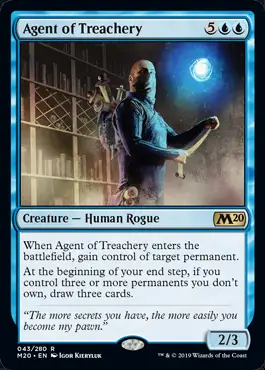 Agent of Treachery 5
Creature — Human Rogue M20
When Agent of Treachery enters the
battlefield, gain control of target permanent.
At the beginning of your end step, if you
control three or more permanents you don't
own, draw three cards.
"The more secrets you have, the more easily
you become my pawn."
2/3
043/280 R
M20 • EN Igor Kieryluk ™ & © 2019 Wizards of the Coast